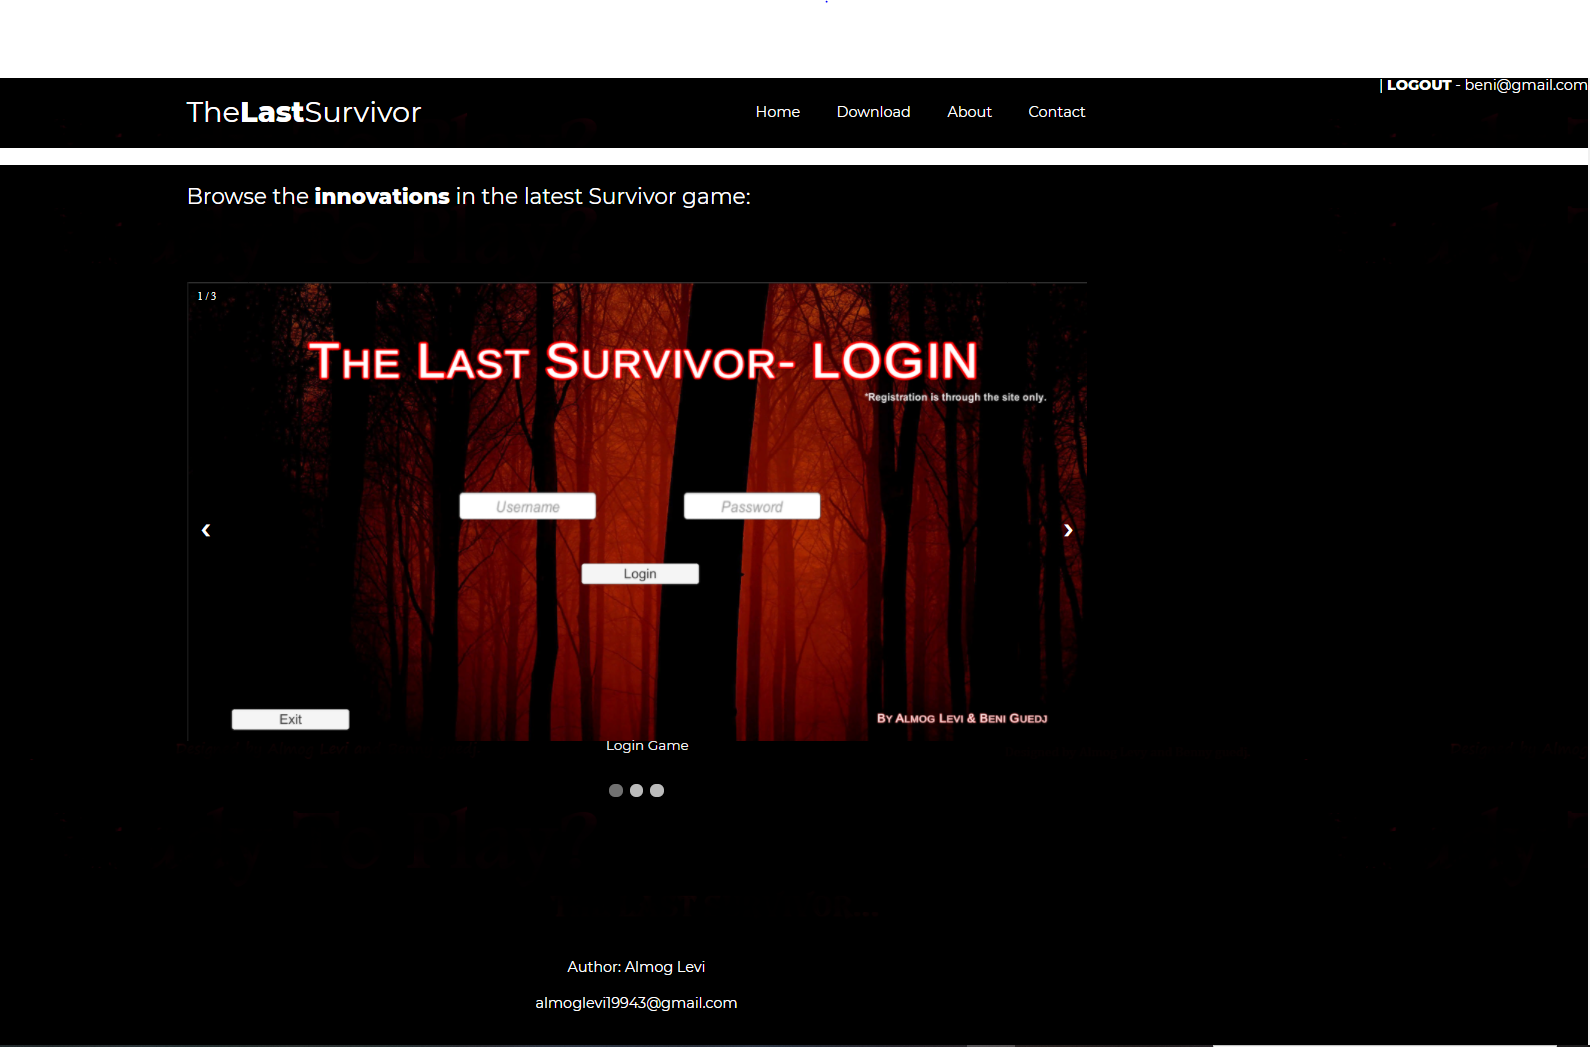 | LOGOUT - beni@gmail.com
TheLastSurvivor
Home Download About Contact
Browse the innovations in the latest Survivor game:
1 / 3
THE LAST SURVIVOR- LOGIN
*Registration is through the site only.
Username Password
❮ ❯
Login
Exit
BY ALMOG LEVI & BENI GUEDJ
Login Game
Author: Almog Levi
almoglevi19943@gmail.com